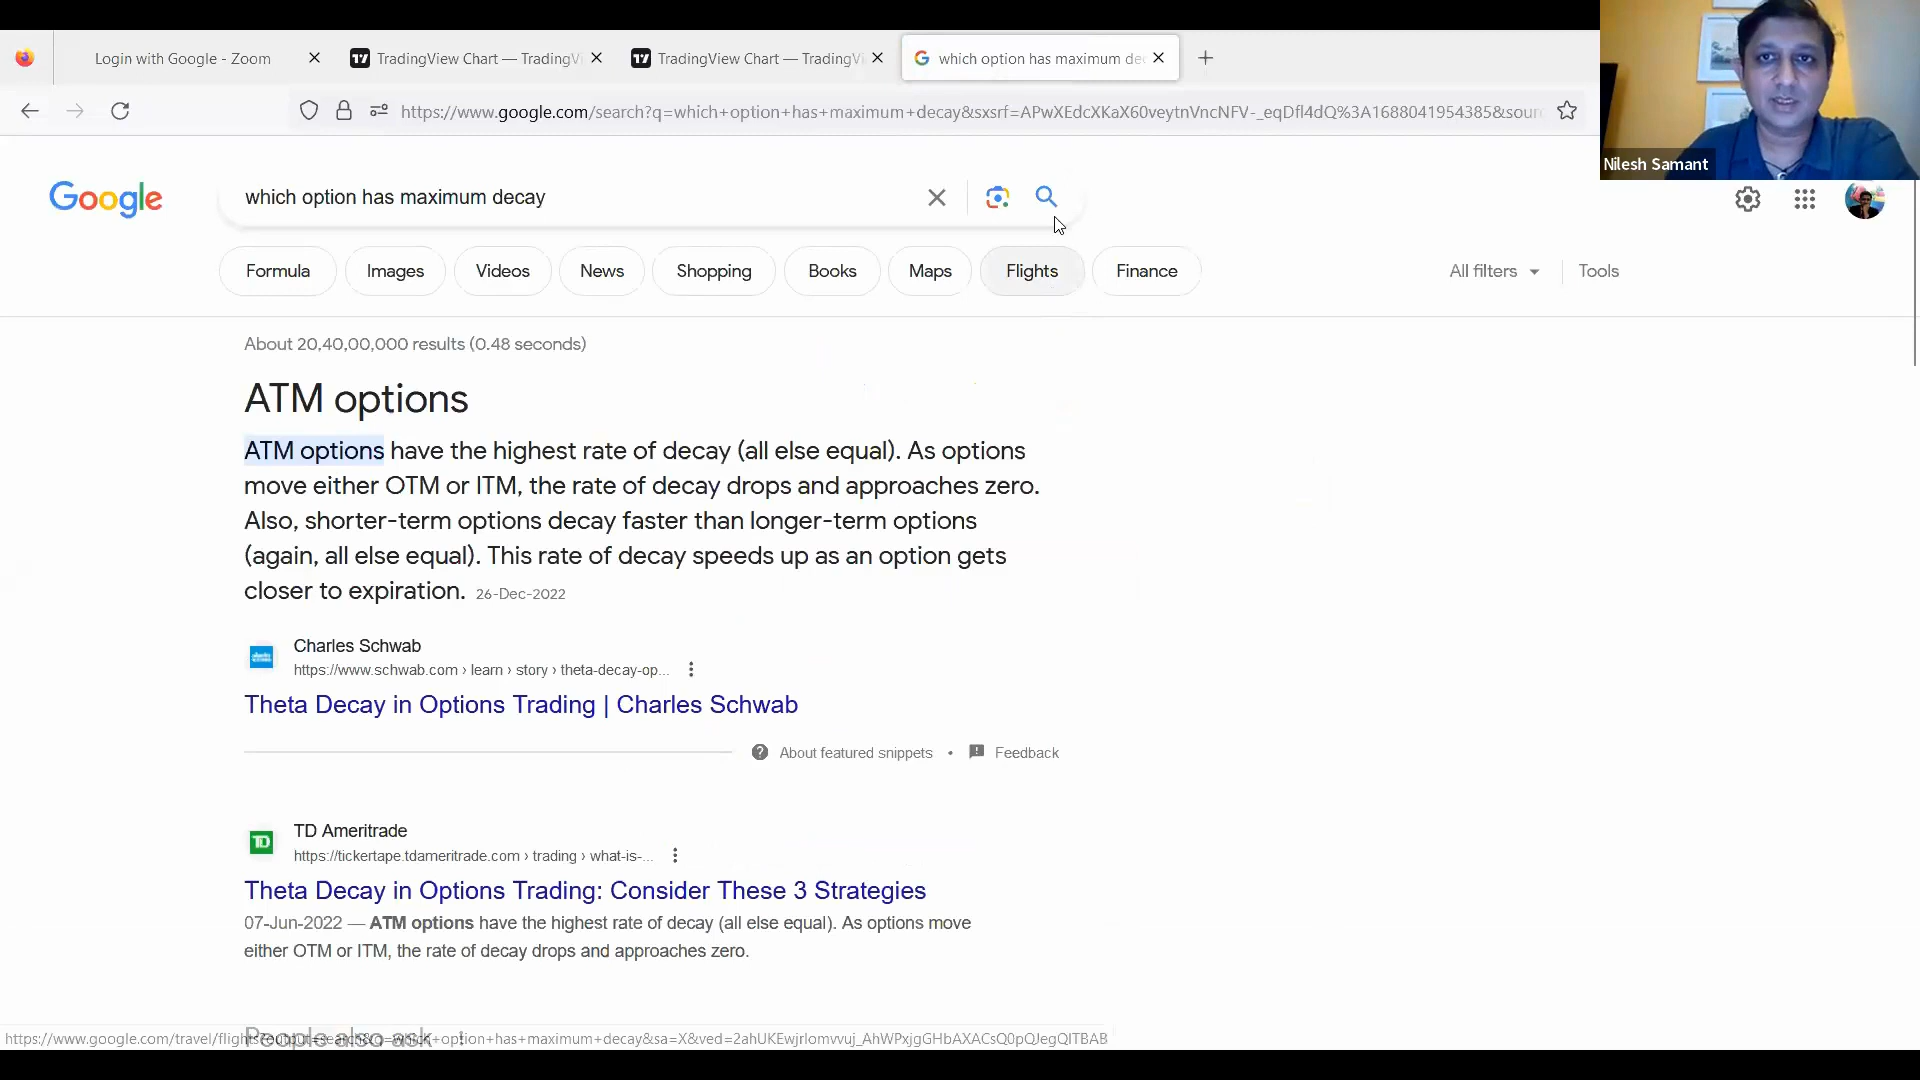 Login with Google - Zoom
TradingView Chart — TradingVi
TradingView Chart — TradingVi
which option has maximum dec
https://www.google.com/search?q=which+option+has+maximum+decay&sxsrf=APwXEdcXKaX60veytnVncNFV-_eqDfl4dQ%3A1688041954385&sour
Nilesh Samant
Google
which option has maximum decay
Formula
Images
Videos
News
Shopping
Books
Maps
Flights
Finance
All filters
Tools
About 20,40,00,000 results (0.48 seconds)
ATM options
ATM options have the highest rate of decay (all else equal). As options
move either OTM or ITM, the rate of decay drops and approaches zero.
Also, shorter-term options decay faster than longer-term options
(again, all else equal). This rate of decay speeds up as an option gets
closer to expiration. 26-Dec-2022
Charles Schwab
https://www.schwab.com › learn › story › theta-decay-op...
Theta Decay in Options Trading | Charles Schwab
About featured snippets • Feedback
TD Ameritrade
https://tickertape.tdameritrade.com › trading › what-is-...
Theta Decay in Options Trading: Consider These 3 Strategies
07-Jun-2022 — ATM options have the highest rate of decay (all else equal). As options move
either OTM or ITM, the rate of decay drops and approaches zero.
People also ask